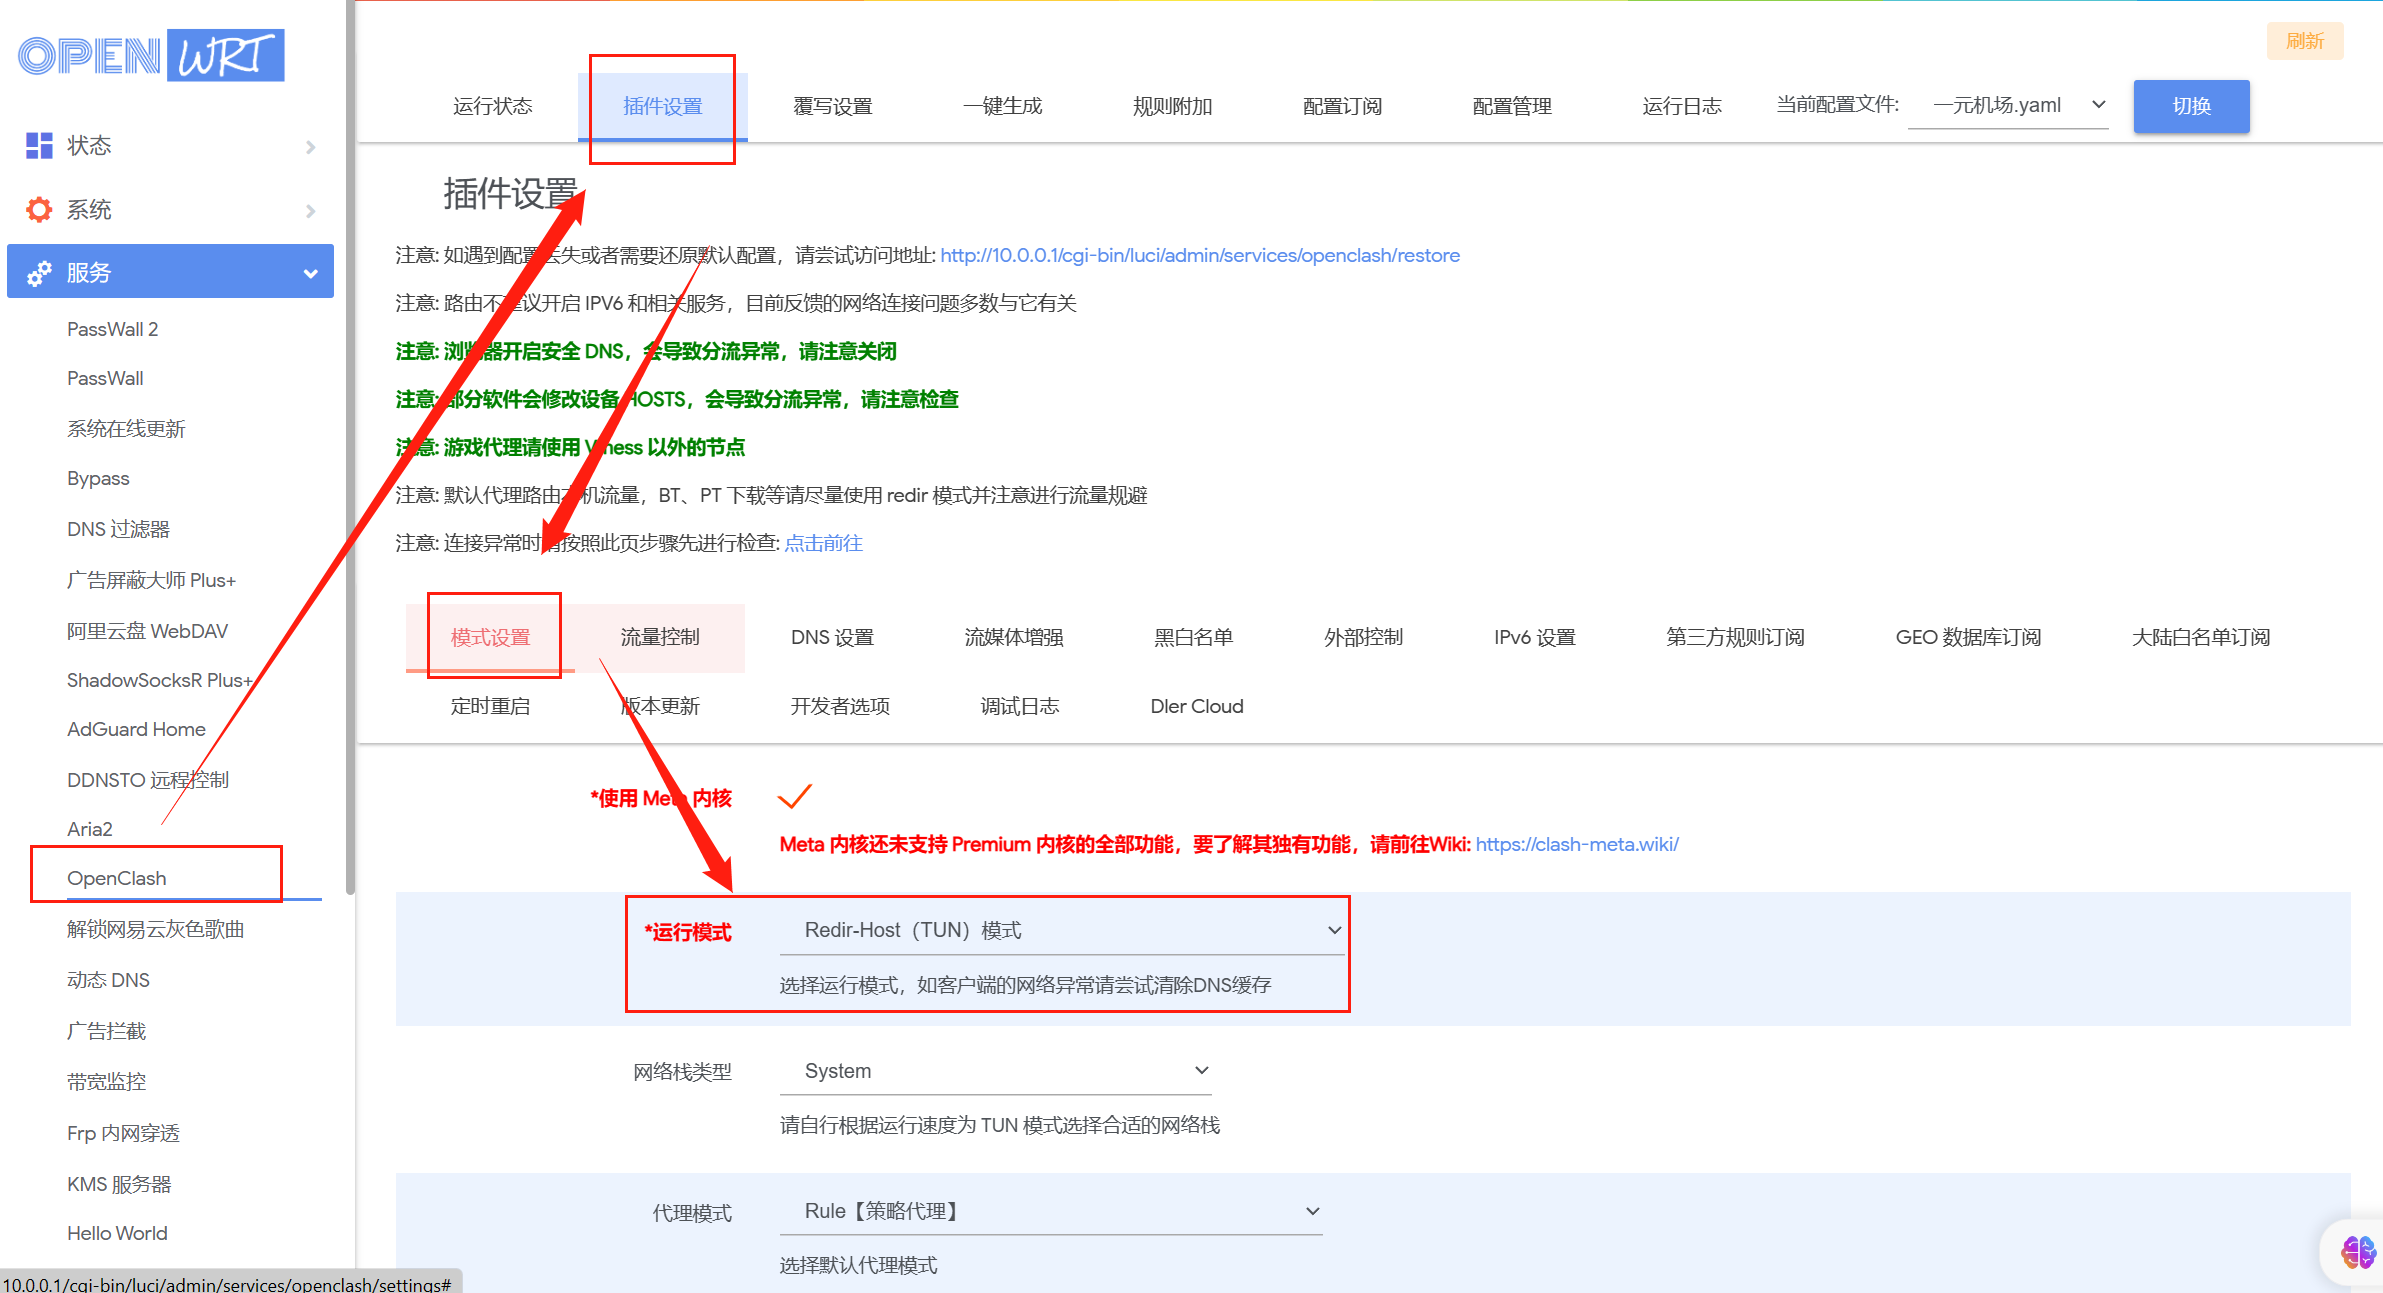 OPENWRT
状态
系统
服务
PassWall 2
PassWall
系统在线更新
Bypass
DNS 过滤器
广告屏蔽大师 Plus+
阿里云盘 WebDAV
ShadowSocksR Plus+
AdGuard Home
DDNSTO 远程控制
Aria2
OpenClash
解锁网易云灰色歌曲
动态 DNS
广告拦截
带宽监控
Frp 内网穿透
KMS 服务器
Hello World
10.0.0.1/cgi-bin/luci/admin/services/openclash/settings#
刷新
运行状态 插件设置 覆写设置 一键生成 规则附加 配置订阅 配置管理 运行日志 当前配置文件: 一元机场.yaml 切换
插件设置
注意: 如遇到配置丢失或者需要还原默认配置，请尝试访问地址: http://10.0.0.1/cgi-bin/luci/admin/services/openclash/restore
注意: 路由不建议开启 IPV6 和相关服务，目前反馈的网络连接问题多数与它有关
注意: 浏览器开启安全 DNS，会导致分流异常，请注意关闭
注意: 部分软件会修改设备 HOSTS，会导致分流异常，请注意检查
注意: 游戏代理请使用 Vmess 以外的节点
注意: 默认代理路由本机流量，BT、PT 下载等请尽量使用 redir 模式并注意进行流量规避
注意: 连接异常时请按照此页步骤先进行检查: 点击前往
模式设置 流量控制 DNS 设置 流媒体增强 黑白名单 外部控制 IPv6 设置 第三方规则订阅 GEO 数据库订阅 大陆白名单订阅
定时重启 版本更新 开发者选项 调试日志 Dler Cloud
*使用 Meta 内核
Meta 内核还未支持 Premium 内核的全部功能，要了解其独有功能，请前往Wiki: https://clash-meta.wiki/
*运行模式 Redir-Host（TUN）模式
选择运行模式，如客户端的网络异常请尝试清除DNS缓存
网络栈类型 System
请自行根据运行速度为 TUN 模式选择合适的网络栈
代理模式 Rule【策略代理】
选择默认代理模式